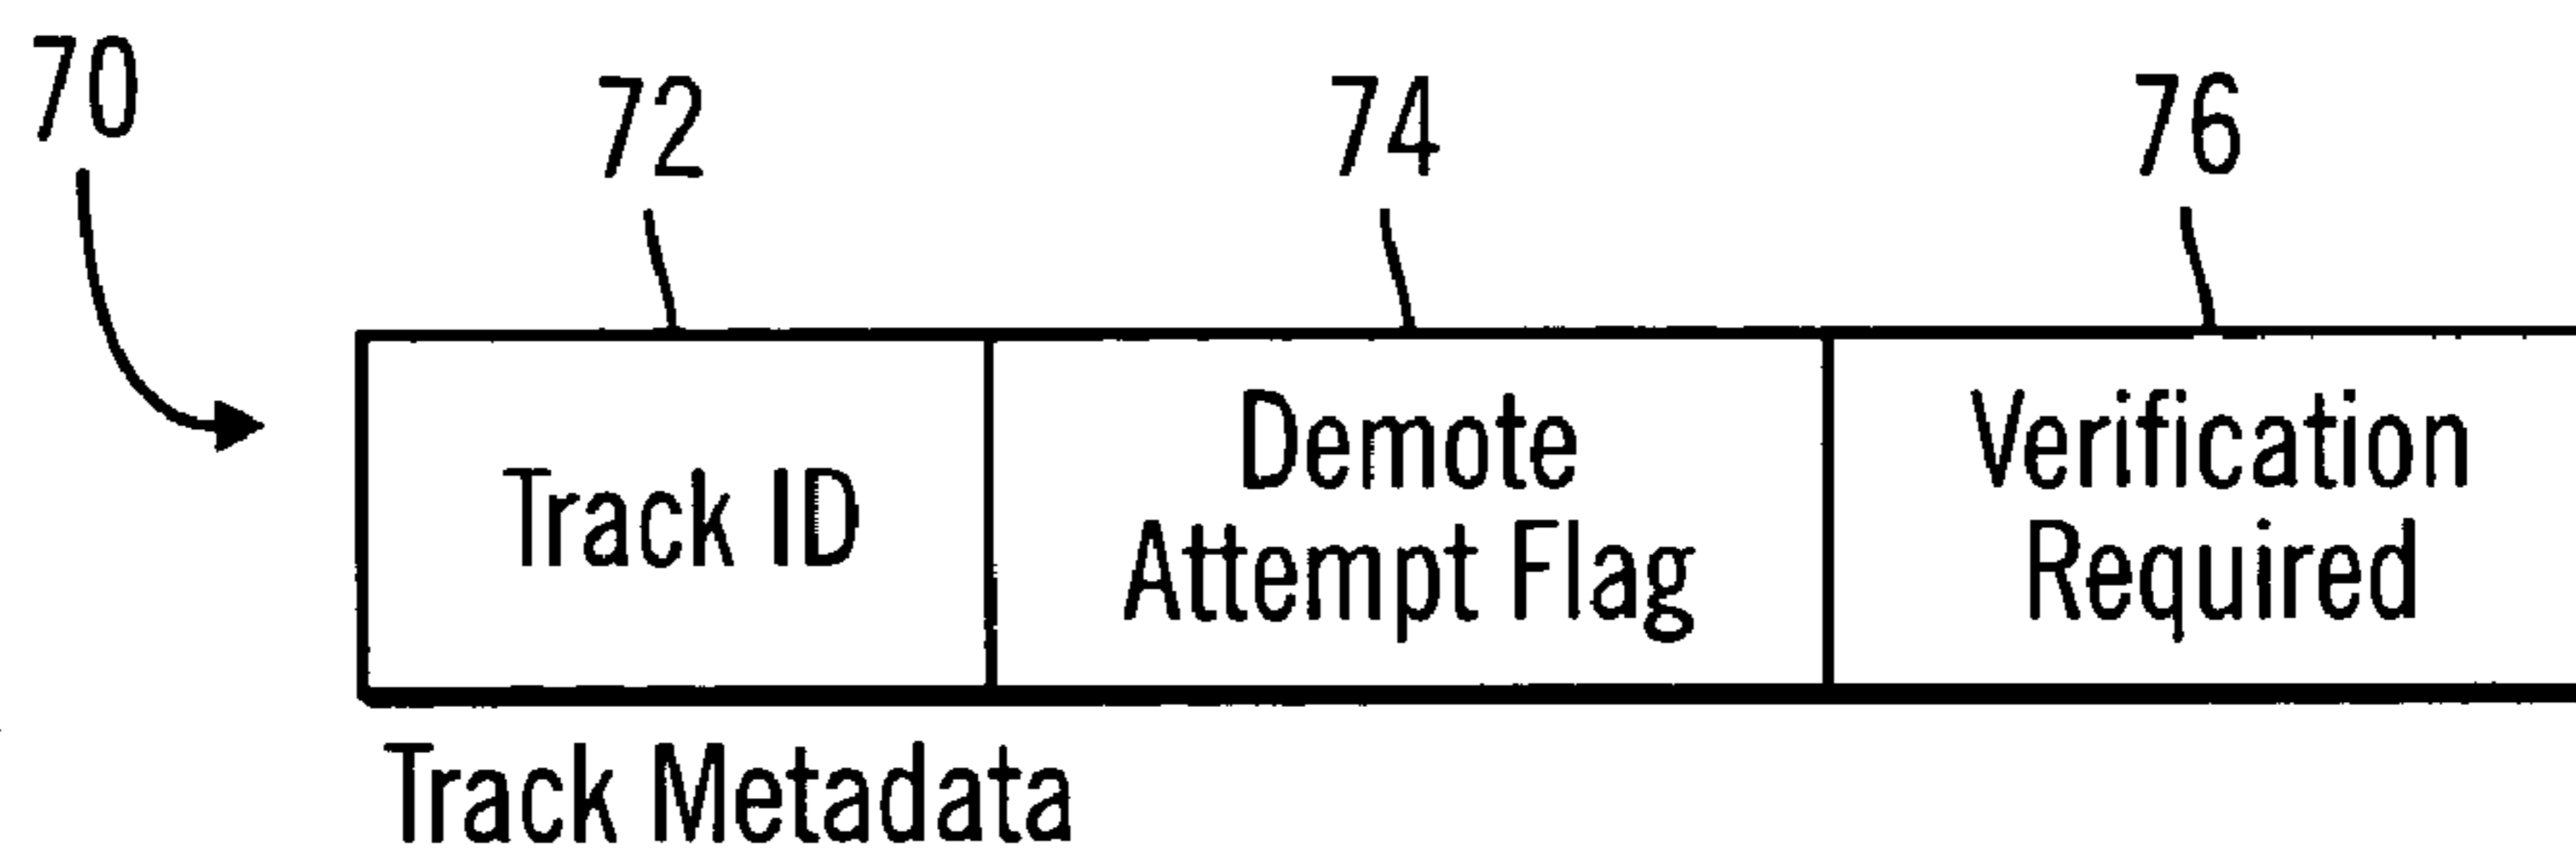 70
72
74
76
Track ID
Demote
Attempt Flag
Verification
Required
Track Metadata